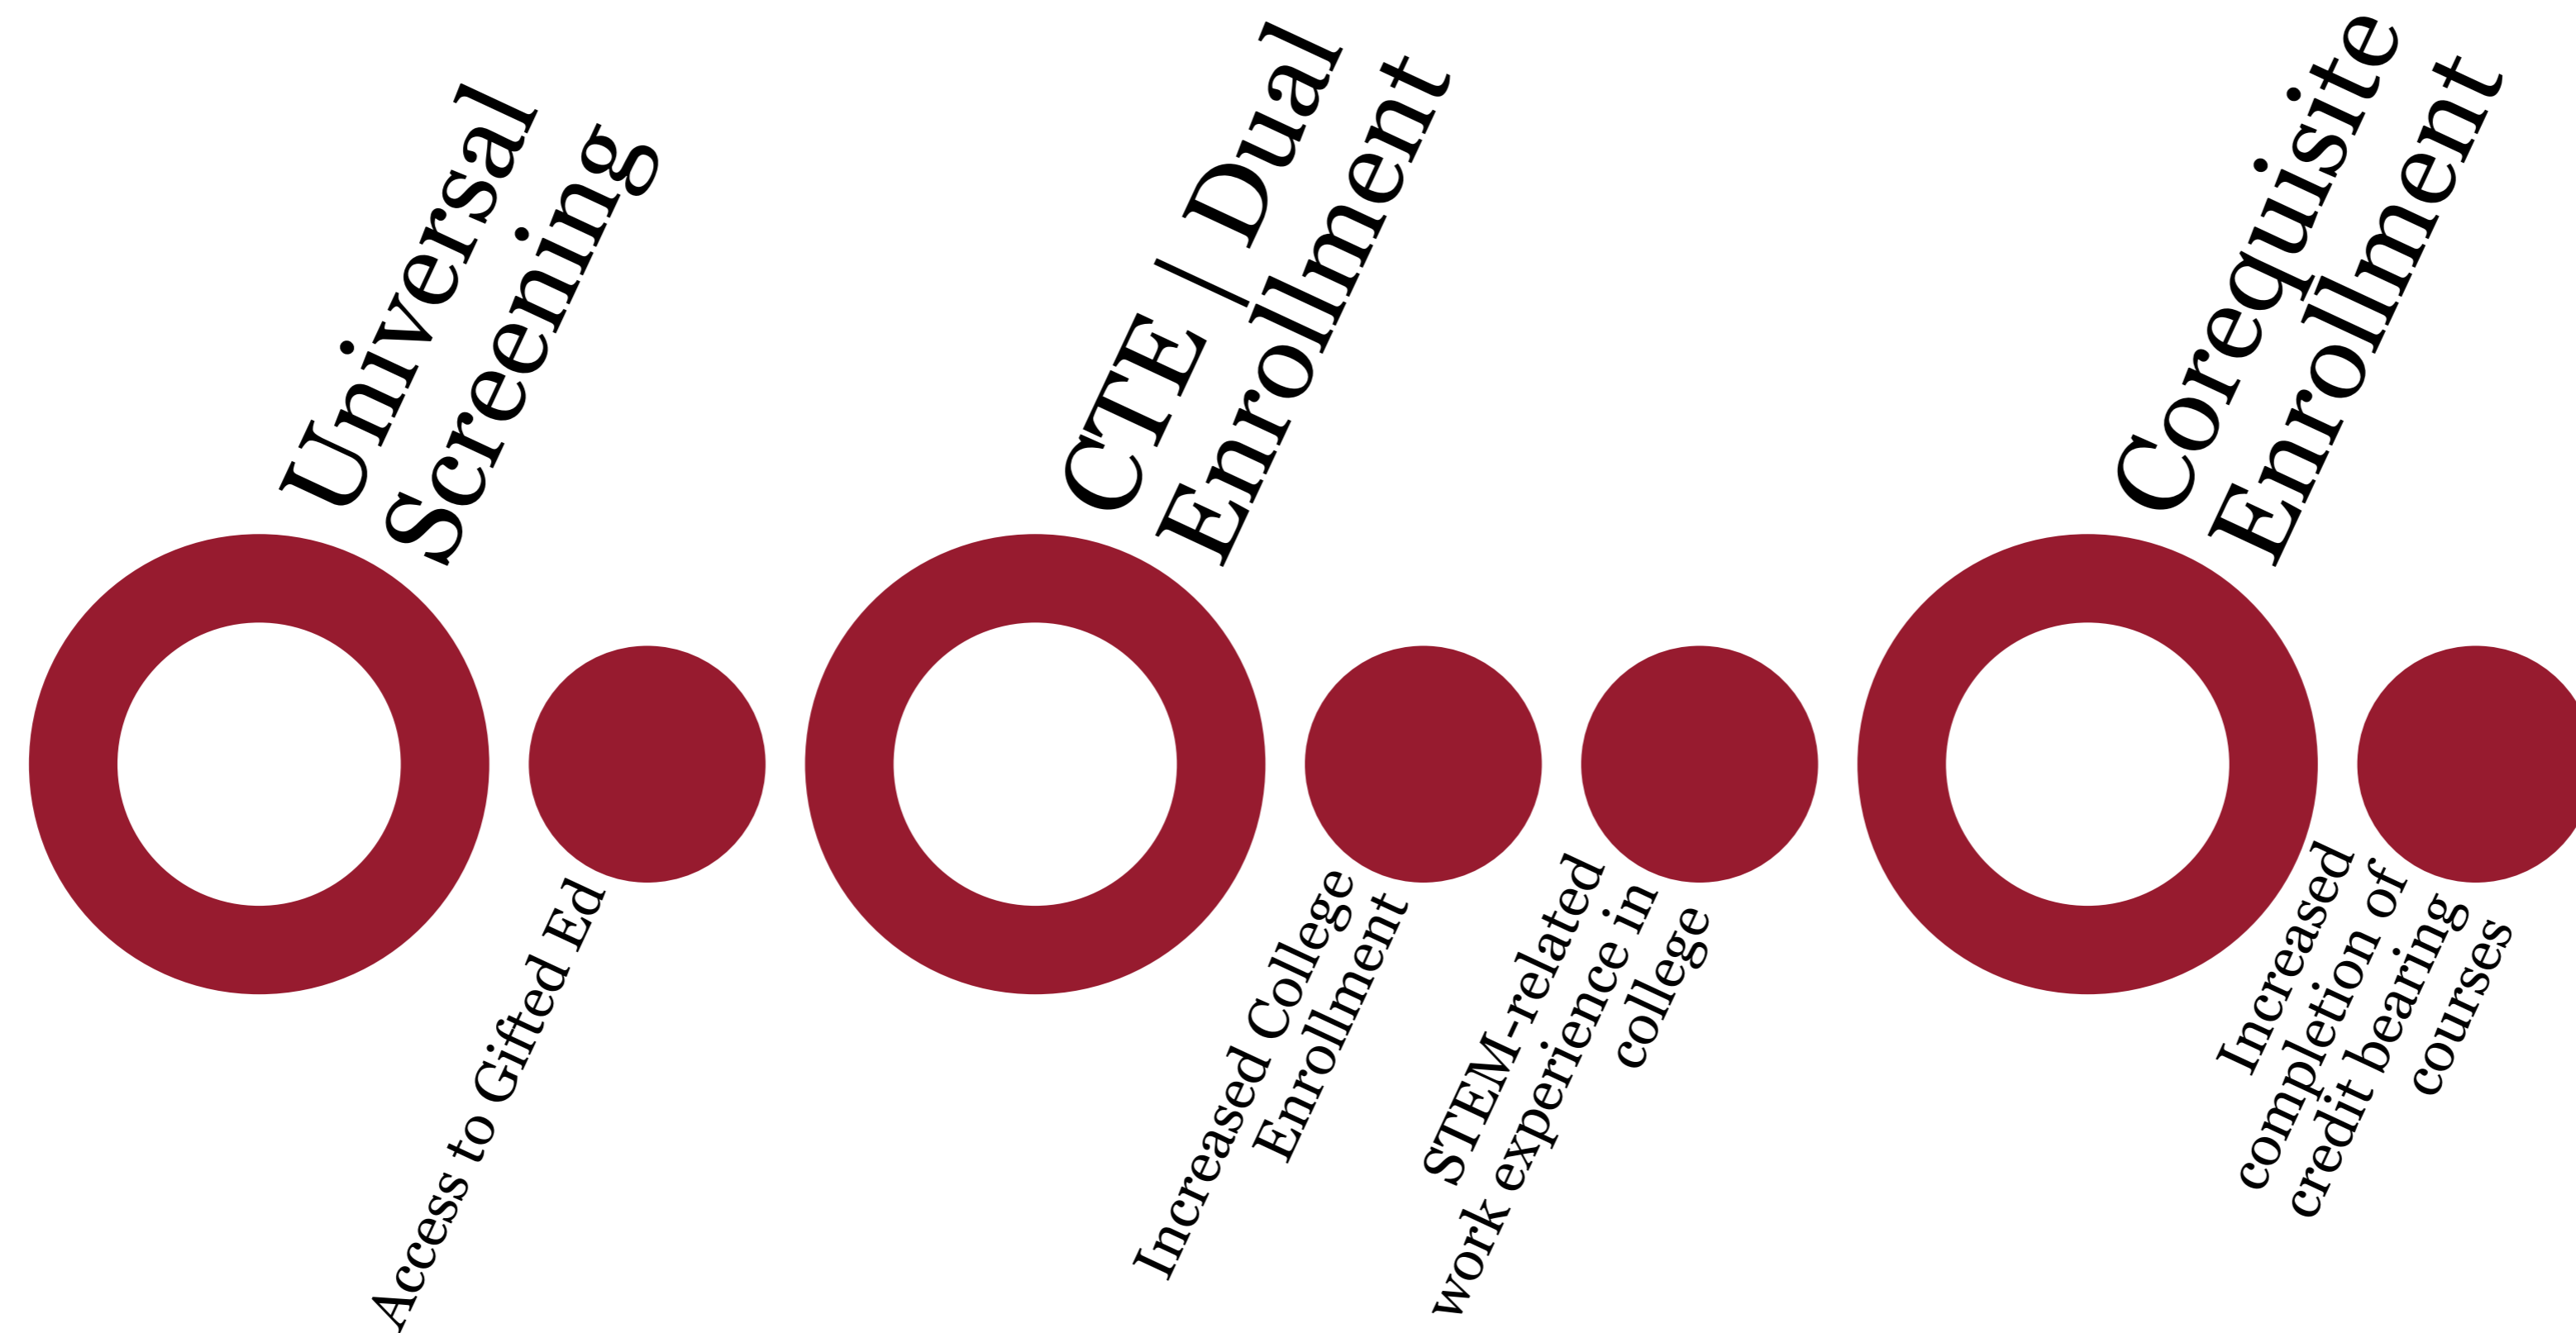 Universal
Screening
Access to Gifted Ed
CTE | Dual
Enrollment
Increased College
Enrollment
STEM-related
work experience in
college
Corequisite
Enrollment
Increased
completion of
credit bearing
courses